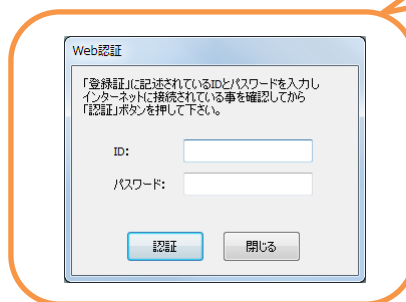 Web認証
「登録証」に記述されているIDとパスワードを入力し
インターネットに接続されている事を確認してから
「認証」ボタンを押して下さい。
ID:
パスワード:
認証
閉じる